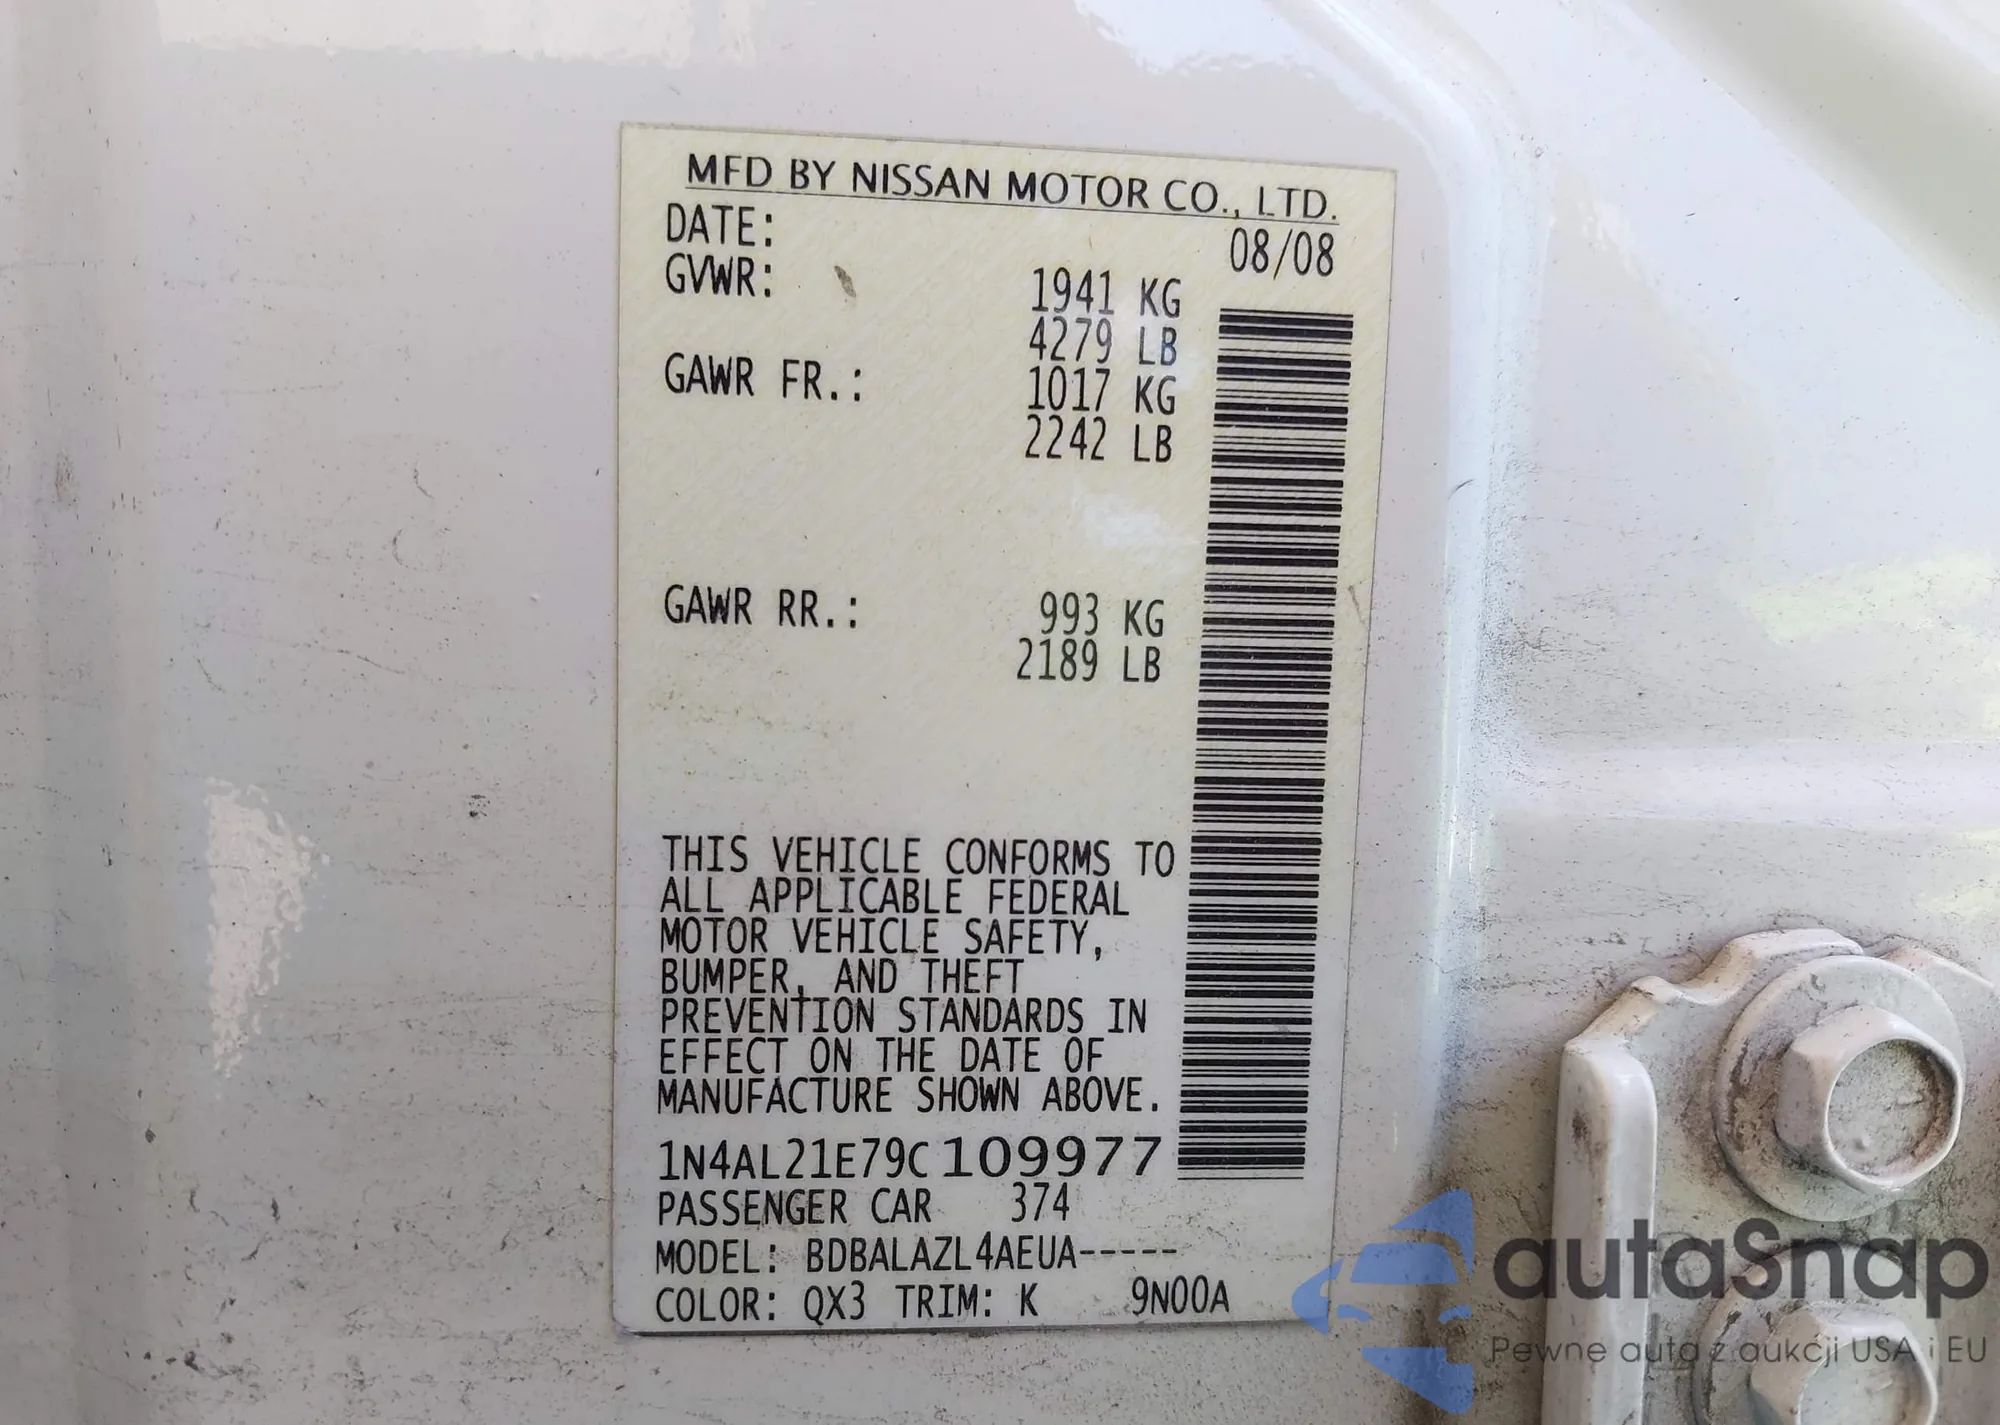 MFD BY NISSAN MOTOR CO., LTD.
DATE: 08/08
GVWR: 1941 KG
4279 LB
GAWR FR.: 1017 KG
2242 LB
GAWR RR.: 993 KG
2189 LB
THIS VEHICLE CONFORMS TO
ALL APPLICABLE FEDERAL
MOTOR VEHICLE SAFETY,
BUMPER, AND THEFT
PREVENTION STANDARDS IN
EFFECT ON THE DATE OF
MANUFACTURE SHOWN ABOVE.
1N4AL21E79C109977
PASSENGER CAR 374
MODEL: BDBALAZL4AEUA-----
COLOR: QX3 TRIM: K 9N00A
autaSnap
Pewne auta z aukcji USA i EU